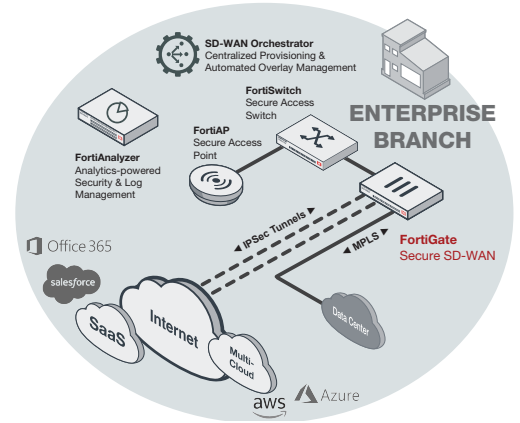 SD-WAN Orchestrator
Centralized Provisioning &
Automated Overlay Management
ENTERPRISE
BRANCH
FortiSwitch
Secure Access
Switch
FortiAP
Secure Access
Point
FortiAnalyzer
Analytics-powered
Security & Log
Management
FortiGate
Secure SD-WAN
◄ IPSec Tunnels ►
◄ MPLS ►
Office 365
salesforce
SaaS
Internet
Multi-
Cloud
Data Center
aws
Azure